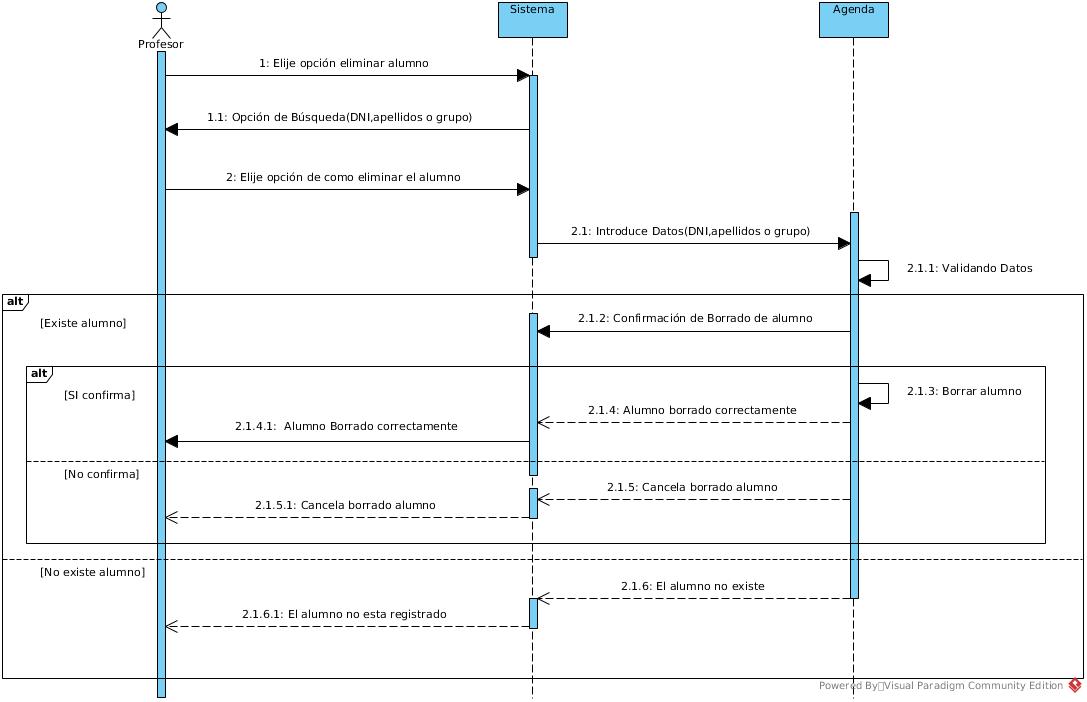 Sistema
Agenda
Profesor
1: Elije opción eliminar alumno
1.1: Opción de Búsqueda(DNI,apellidos o grupo)
2: Elije opción de como eliminar el alumno
2.1: Introduce Datos(DNI,apellidos o grupo)
2.1.1: Validando Datos
alt
[Existe alumno]
2.1.2: Confirmación de Borrado de alumno
alt
[SI confirma]
2.1.3: Borrar alumno
2.1.4: Alumno borrado correctamente
2.1.4.1: Alumno Borrado correctamente
[No confirma]
2.1.5: Cancela borrado alumno
2.1.5.1: Cancela borrado alumno
[No existe alumno]
2.1.6: El alumno no existe
2.1.6.1: El alumno no esta registrado
Powered By Visual Paradigm Community Edition